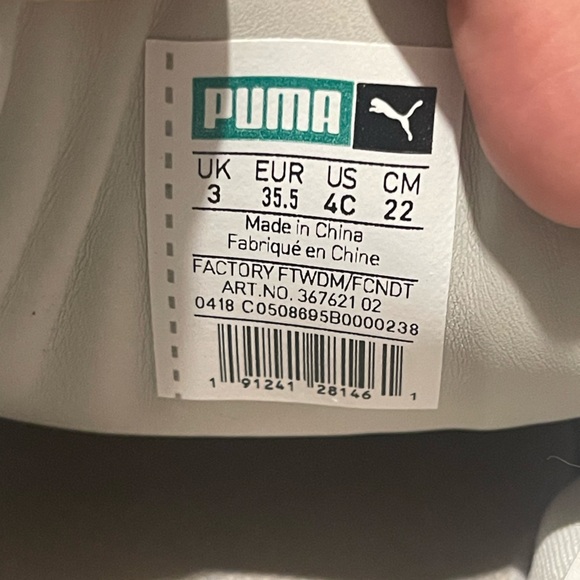 PUMA
UK EUR US CM
3 35.5 4C 22
Made in China
Fabriqué en Chine
FACTORY FTWDM/FCNDT
ART.NO. 367621 02
0418 C0508695B0000238
1 91241 28146 1